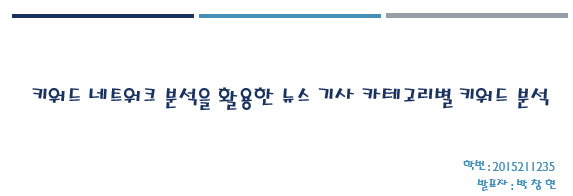 키워드 네트워크 분석을 활용한 뉴스 기사 카테고리별 키워드 분석
학번 : 2015211235
발표자 : 박 창 현